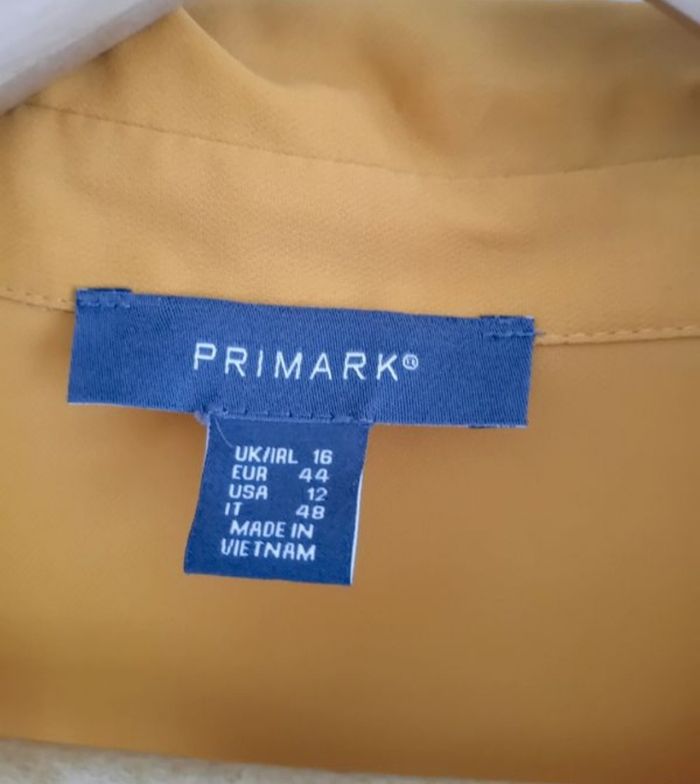 PRIMARK®
UK/IRL 16
EUR 44
USA 12
IT 48
MADE IN
VIETNAM